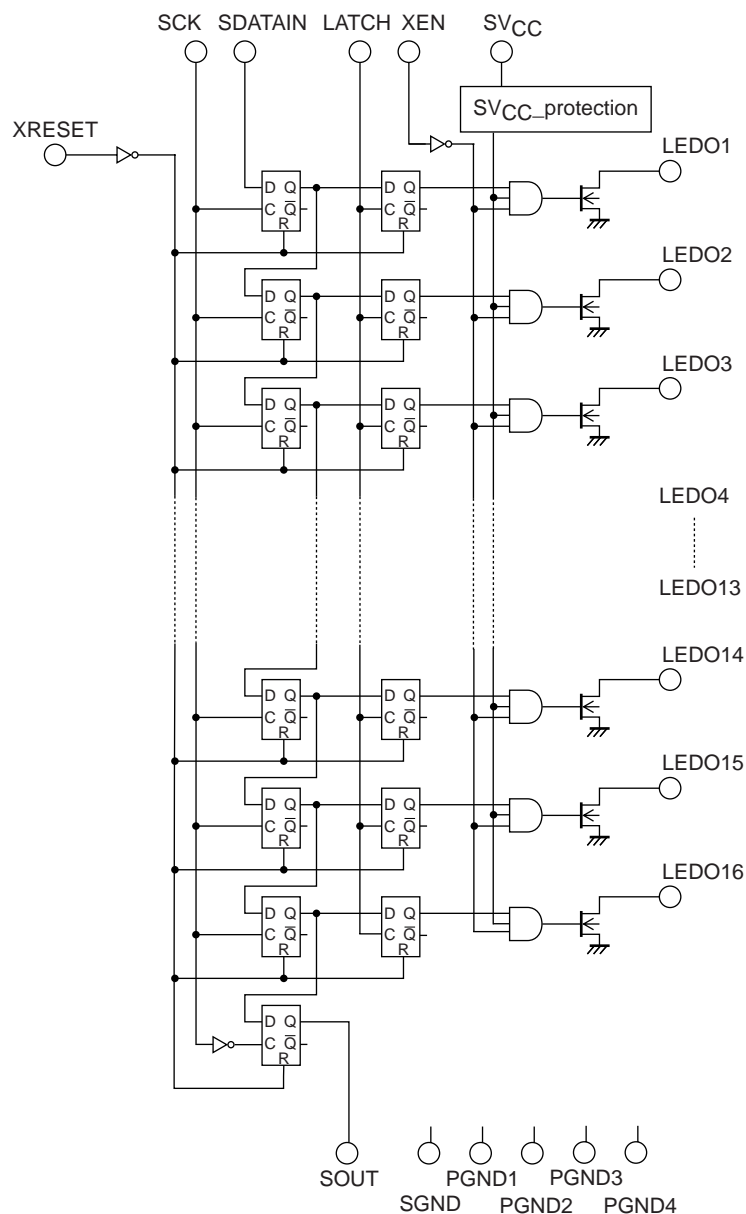 SCK SDATAIN LATCH XEN SVCC
SVCC_protection
XRESET
LEDO1
D Q D Q
C Q̅ C Q̅
R R
LEDO2
D Q D Q
C Q̅ C Q̅
R R
LEDO3
D Q D Q
C Q̅ C Q̅
R R
LEDO4
LEDO13
LEDO14
D Q D Q
C Q̅ C Q̅
R R
LEDO15
D Q D Q
C Q̅ C Q̅
R R
LEDO16
D Q D Q
C Q̅ C Q̅
R R
D Q
C Q̅
R
SOUT SGND PGND1 PGND2 PGND3 PGND4